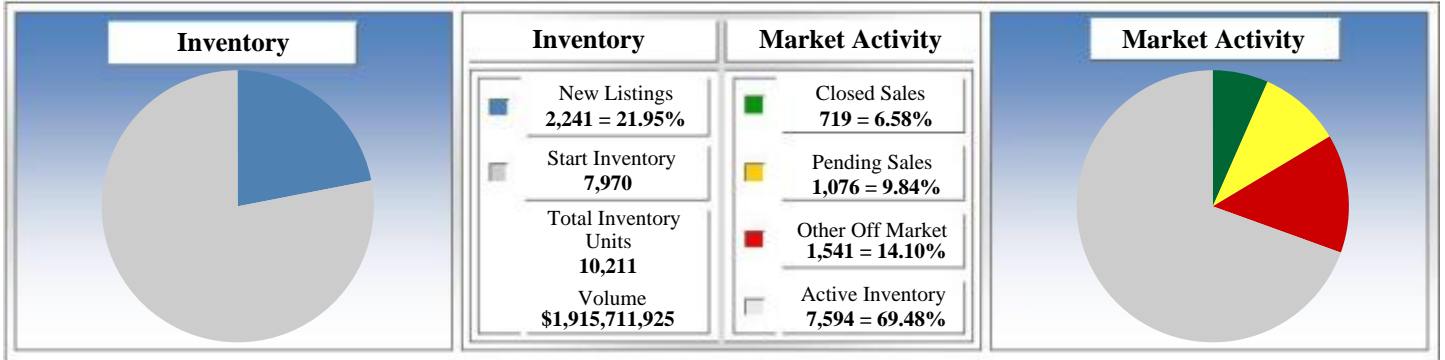 Inventory
Inventory
Market Activity
New Listings
2,241 = 21.95%
Start Inventory
7,970
Total Inventory
Units
10,211
Volume
$1,915,711,925
Closed Sales
719 = 6.58%
Pending Sales
1,076 = 9.84%
Other Off Market
1,541 = 14.10%
Active Inventory
7,594 = 69.48%
Market Activity